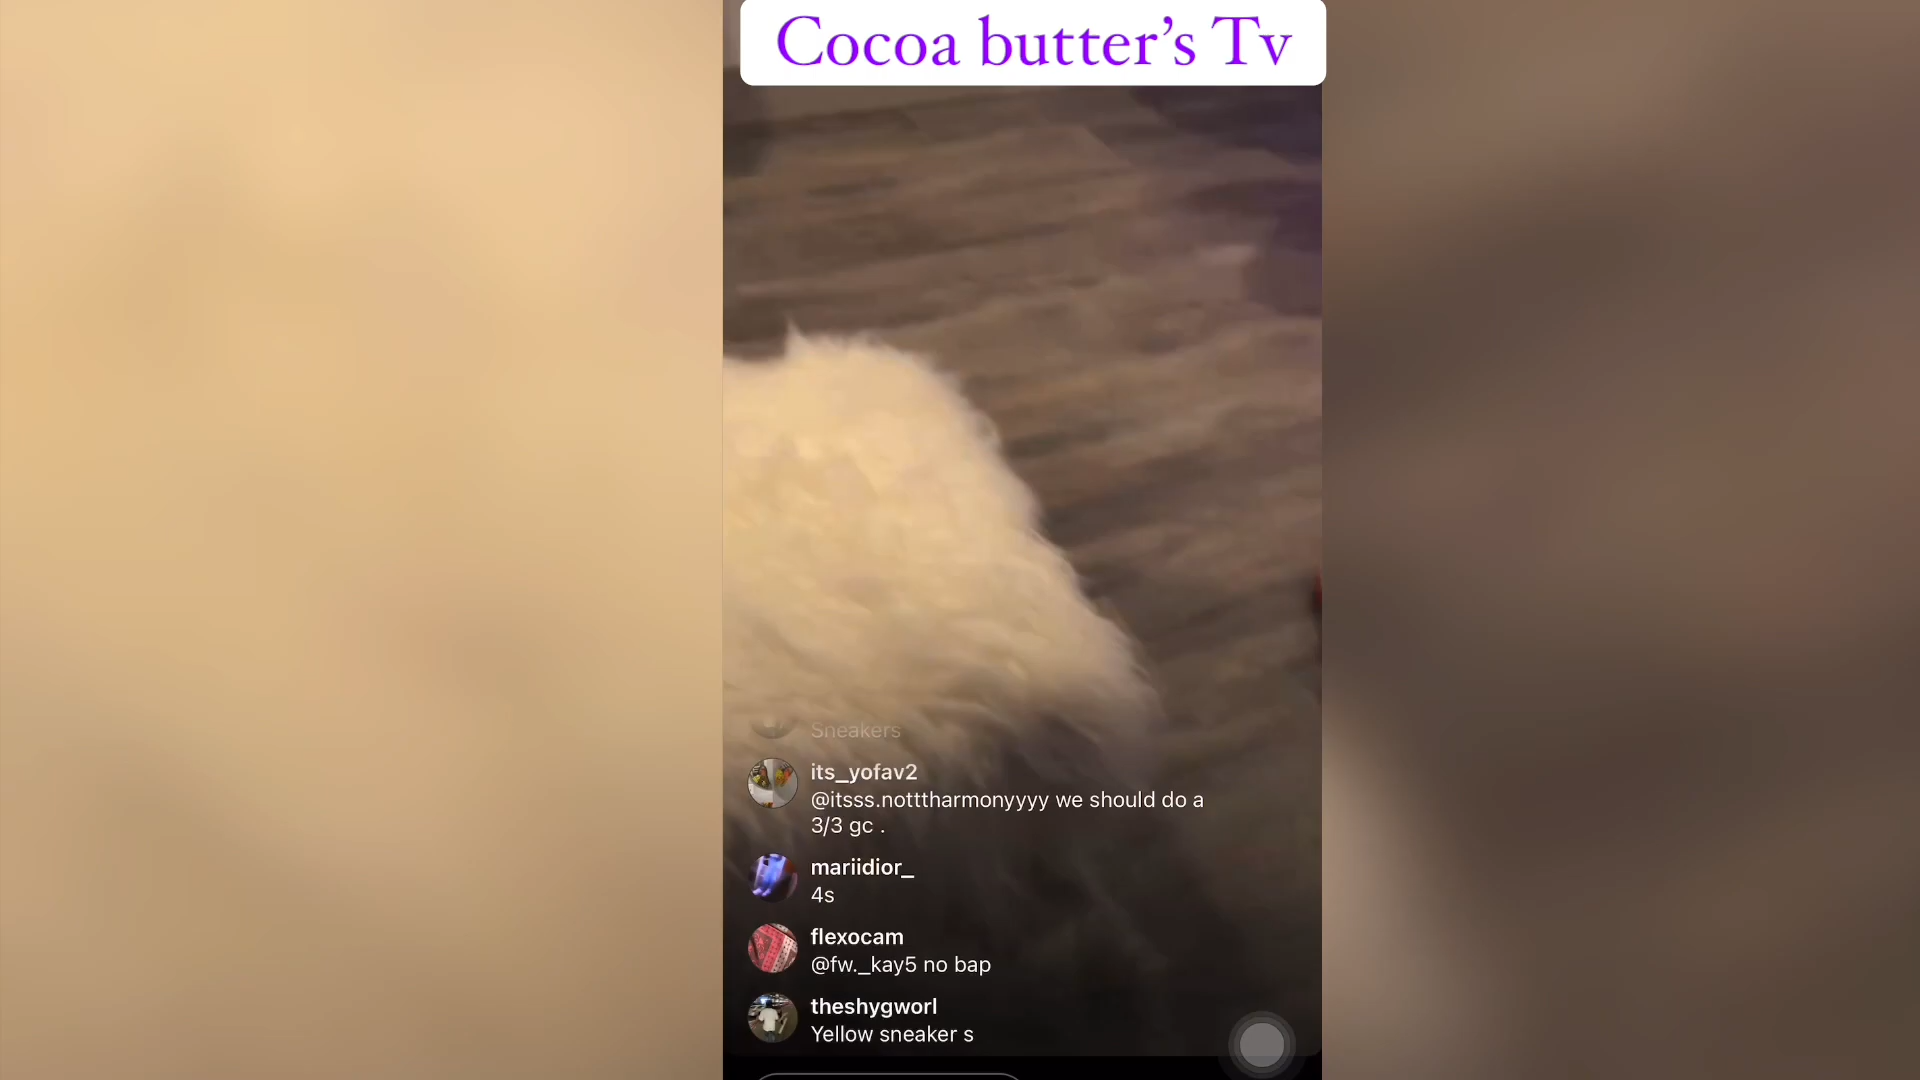 Cocoa butter’s Tv
Sneakers
its_yofav2
@itsss.notttharmonyyyy we should do a
3/3 gc .
mariidior_
4s
flexocam
@fw._kay5 no bap
theshygworl
Yellow sneaker s